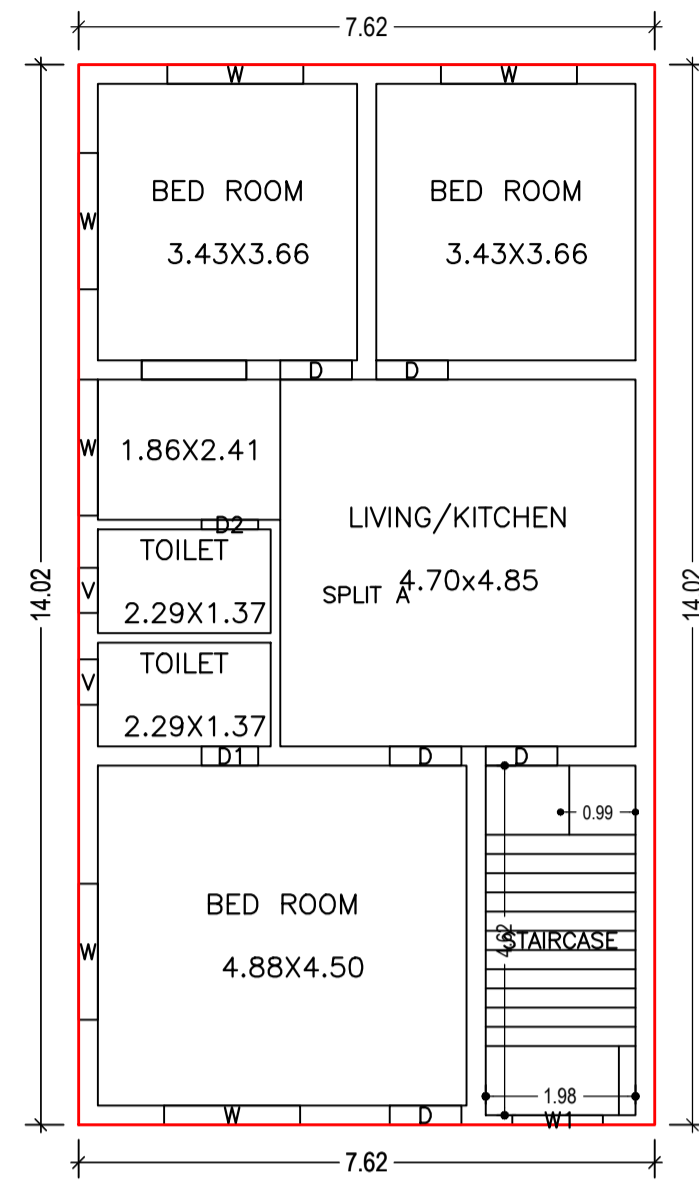 7.62
W
W
BED ROOM
3.43X3.66
BED ROOM
3.43X3.66
W
D
D
W
1.86X2.41
D2
LIVING/KITCHEN
4.70x4.85
SPLIT A
TOILET
2.29X1.37
V
14.02
14.02
TOILET
2.29X1.37
V
D1
D
D
0.99
BED ROOM
4.88X4.50
W
4.62
STAIRCASE
1.98
W
D
W1
7.62